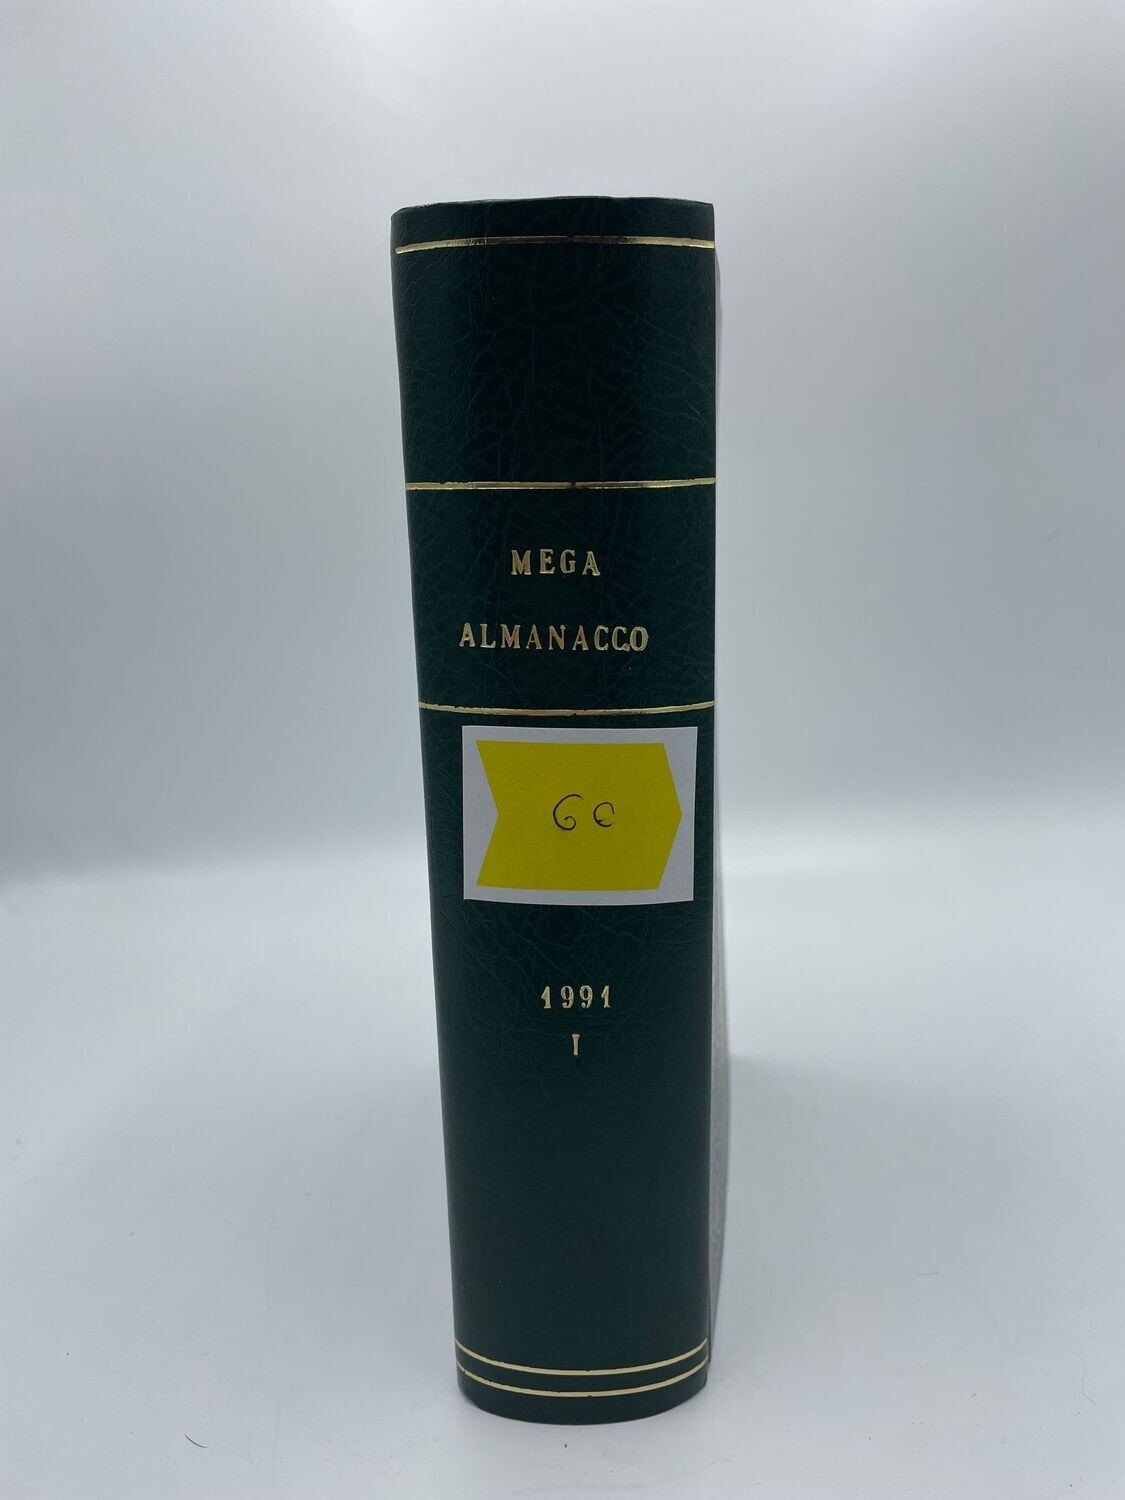 MEGA
ALMANACCO
60
1991
I